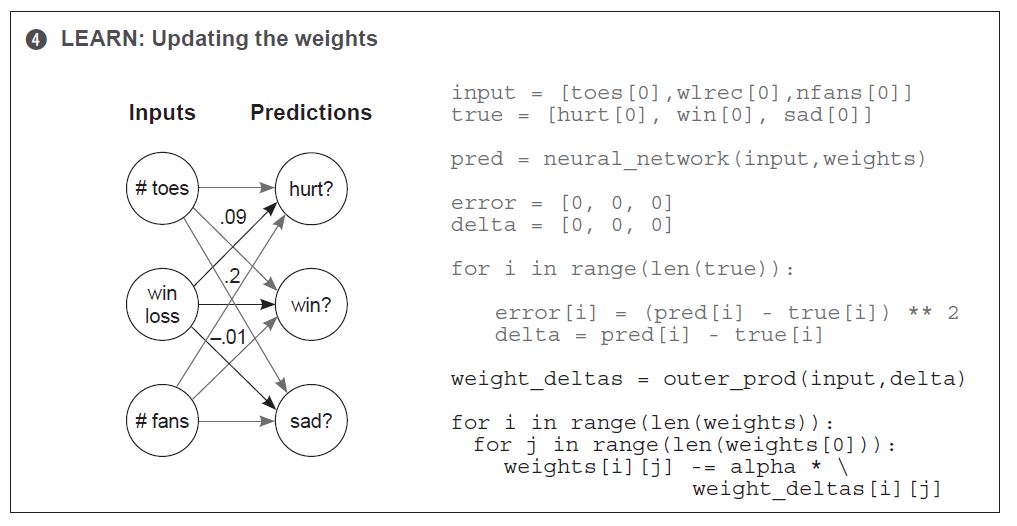 4 LEARN: Updating the weights
Inputs Predictions
# toes
hurt?
.09
win
loss
.2
win?
–.01
# fans
sad?
input = [toes[0],wlrec[0],nfans[0]]
true = [hurt[0], win[0], sad[0]]
pred = neural_network(input,weights)
error = [0, 0, 0]
delta = [0, 0, 0]
for i in range(len(true)):
error[i] = (pred[i] - true[i]) ** 2
delta = pred[i] - true[i]
weight_deltas = outer_prod(input,delta)
for i in range(len(weights)):
for j in range(len(weights[0])):
weights[i][j] -= alpha * \
weight_deltas[i][j]